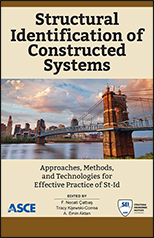 Structural
Identification of
Constructed
Systems
Approaches, Methods,
and Technologies for
Effective Practice of St-Id
EDITED BY
F. Necati Çatbaş
Tracy Kijewski-Correa
A. Emin Aktan
ASCE
SEI